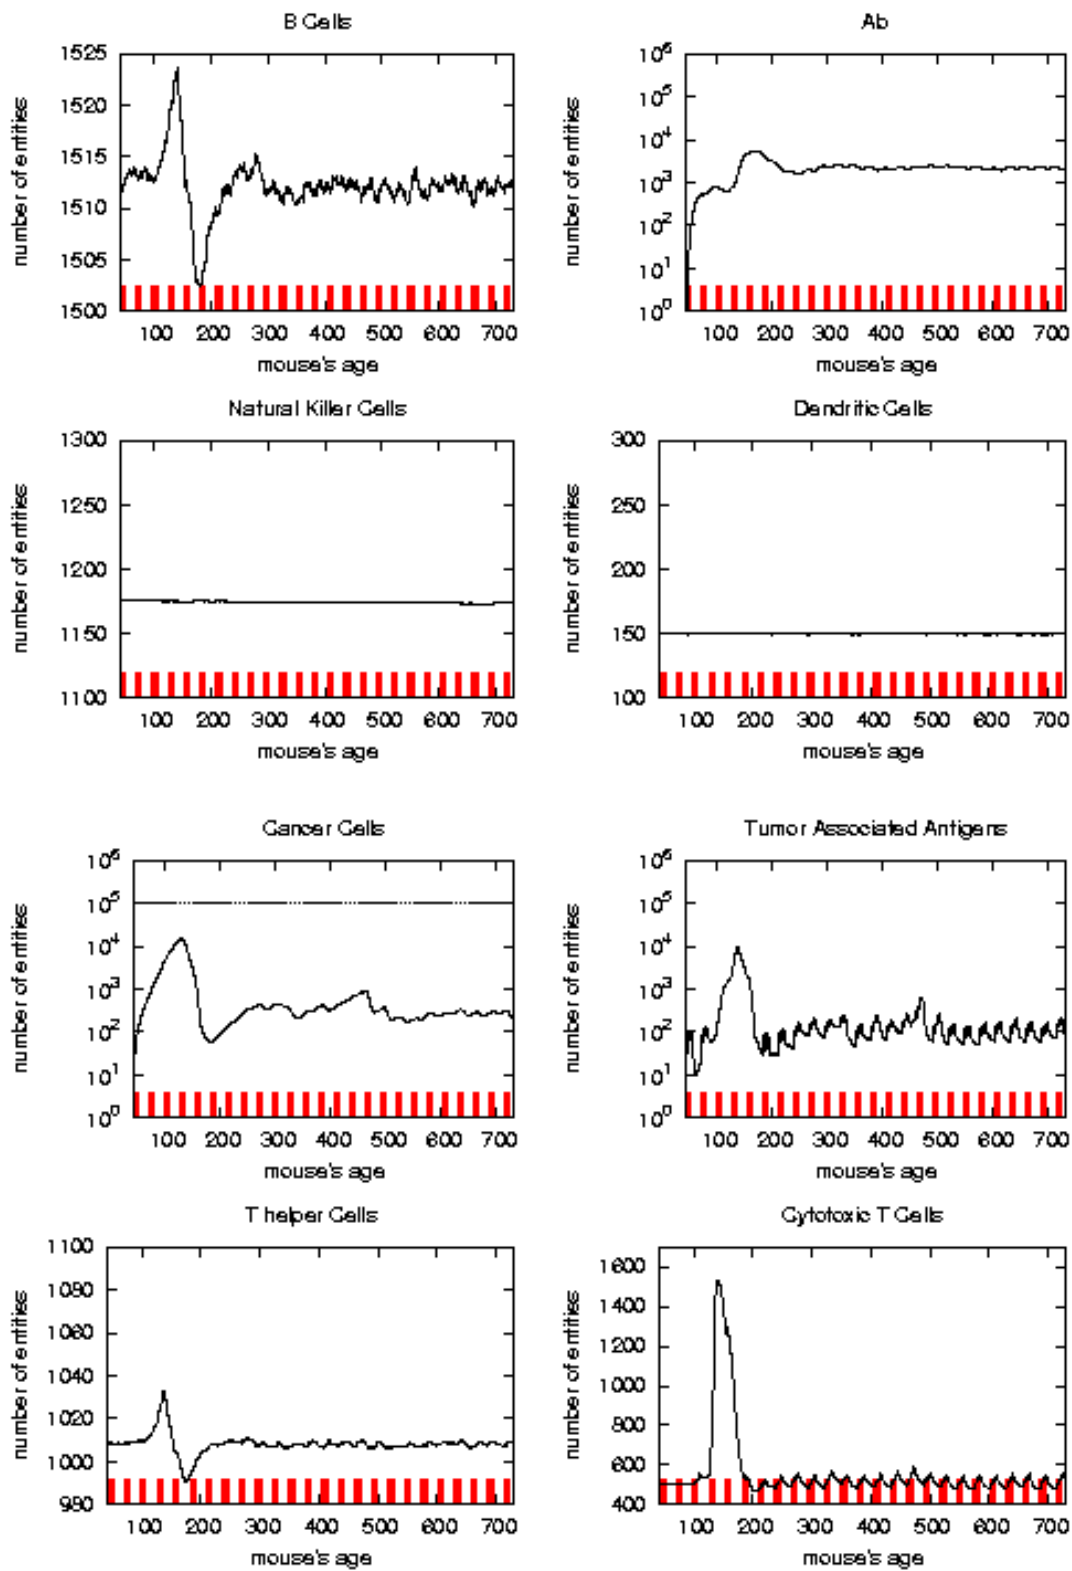 B Cells
Ab
number of entities
1525
1520
1515
1510
1505
1500
100 200 300 400 500 600 700
mouse's age
number of entities
10^6
10^5
10^4
10^3
10^2
10^1
10^0
100 200 300 400 500 600 700
mouse's age
Natural Killer Cells
Dendritic Cells
number of entities
1300
1250
1200
1150
1100
100 200 300 400 500 600 700
mouse's age
number of entities
300
250
200
150
100
100 200 300 400 500 600 700
mouse's age
Cancer Cells
Tumor Associated Antigens
number of entities
10^6
10^5
10^4
10^3
10^2
10^1
10^0
100 200 300 400 500 600 700
mouse's age
number of entities
10^6
10^5
10^4
10^3
10^2
10^1
10^0
100 200 300 400 500 600 700
mouse's age
T helper Cells
Cytotoxic T Cells
number of entities
1100
1080
1060
1040
1020
1000
980
100 200 300 400 500 600 700
mouse's age
number of entities
1600
1400
1200
1000
800
600
400
100 200 300 400 500 600 700
mouse's age